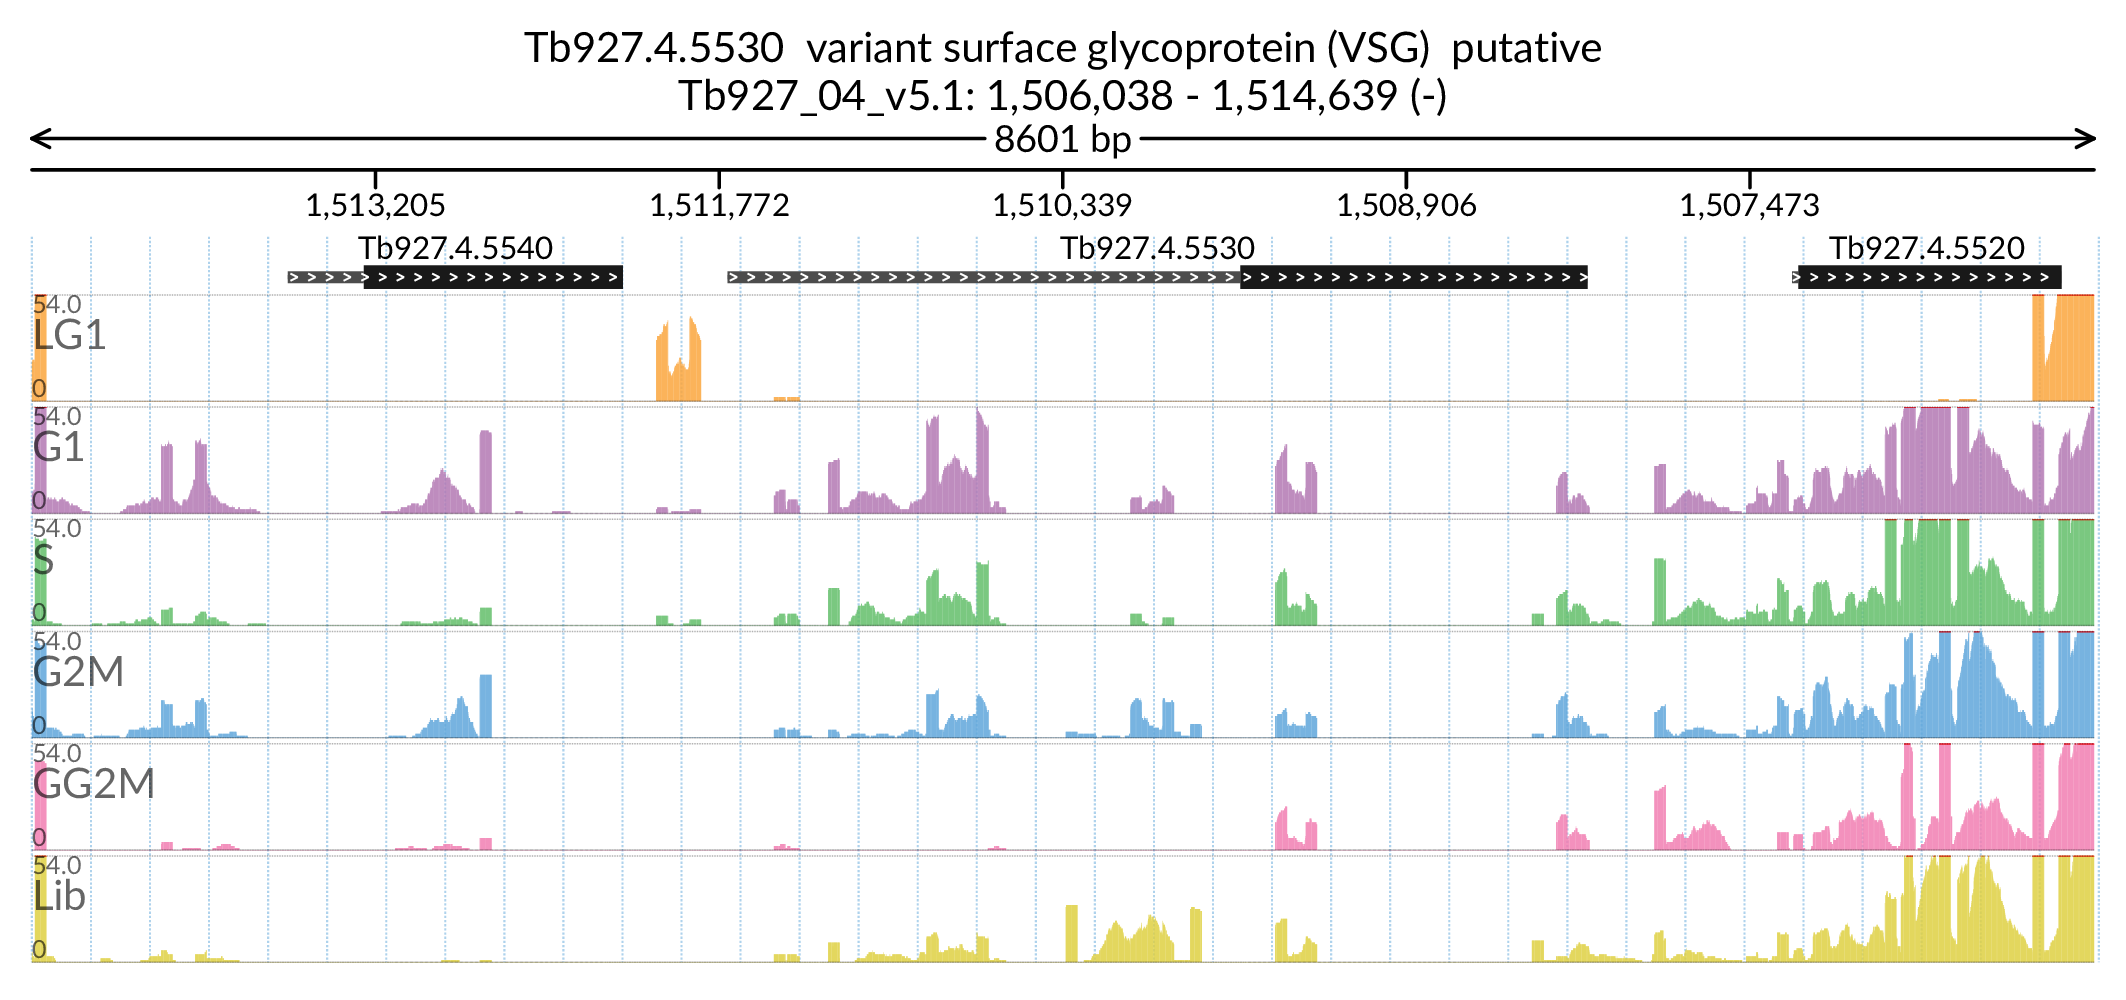 Tb927.4.5530  variant surface glycoprotein (VSG)  putative
Tb927_04_v5.1: 1,506,038 - 1,514,639 (-)
8601 bp
1,513,205 1,511,772 1,510,339 1,508,906 1,507,473
Tb927.4.5540 Tb927.4.5530 Tb927.4.5520
54.0
LG1
0
54.0
G1
0
54.0
S
0
54.0
G2M
0
54.0
GG2M
0
54.0
Lib
0